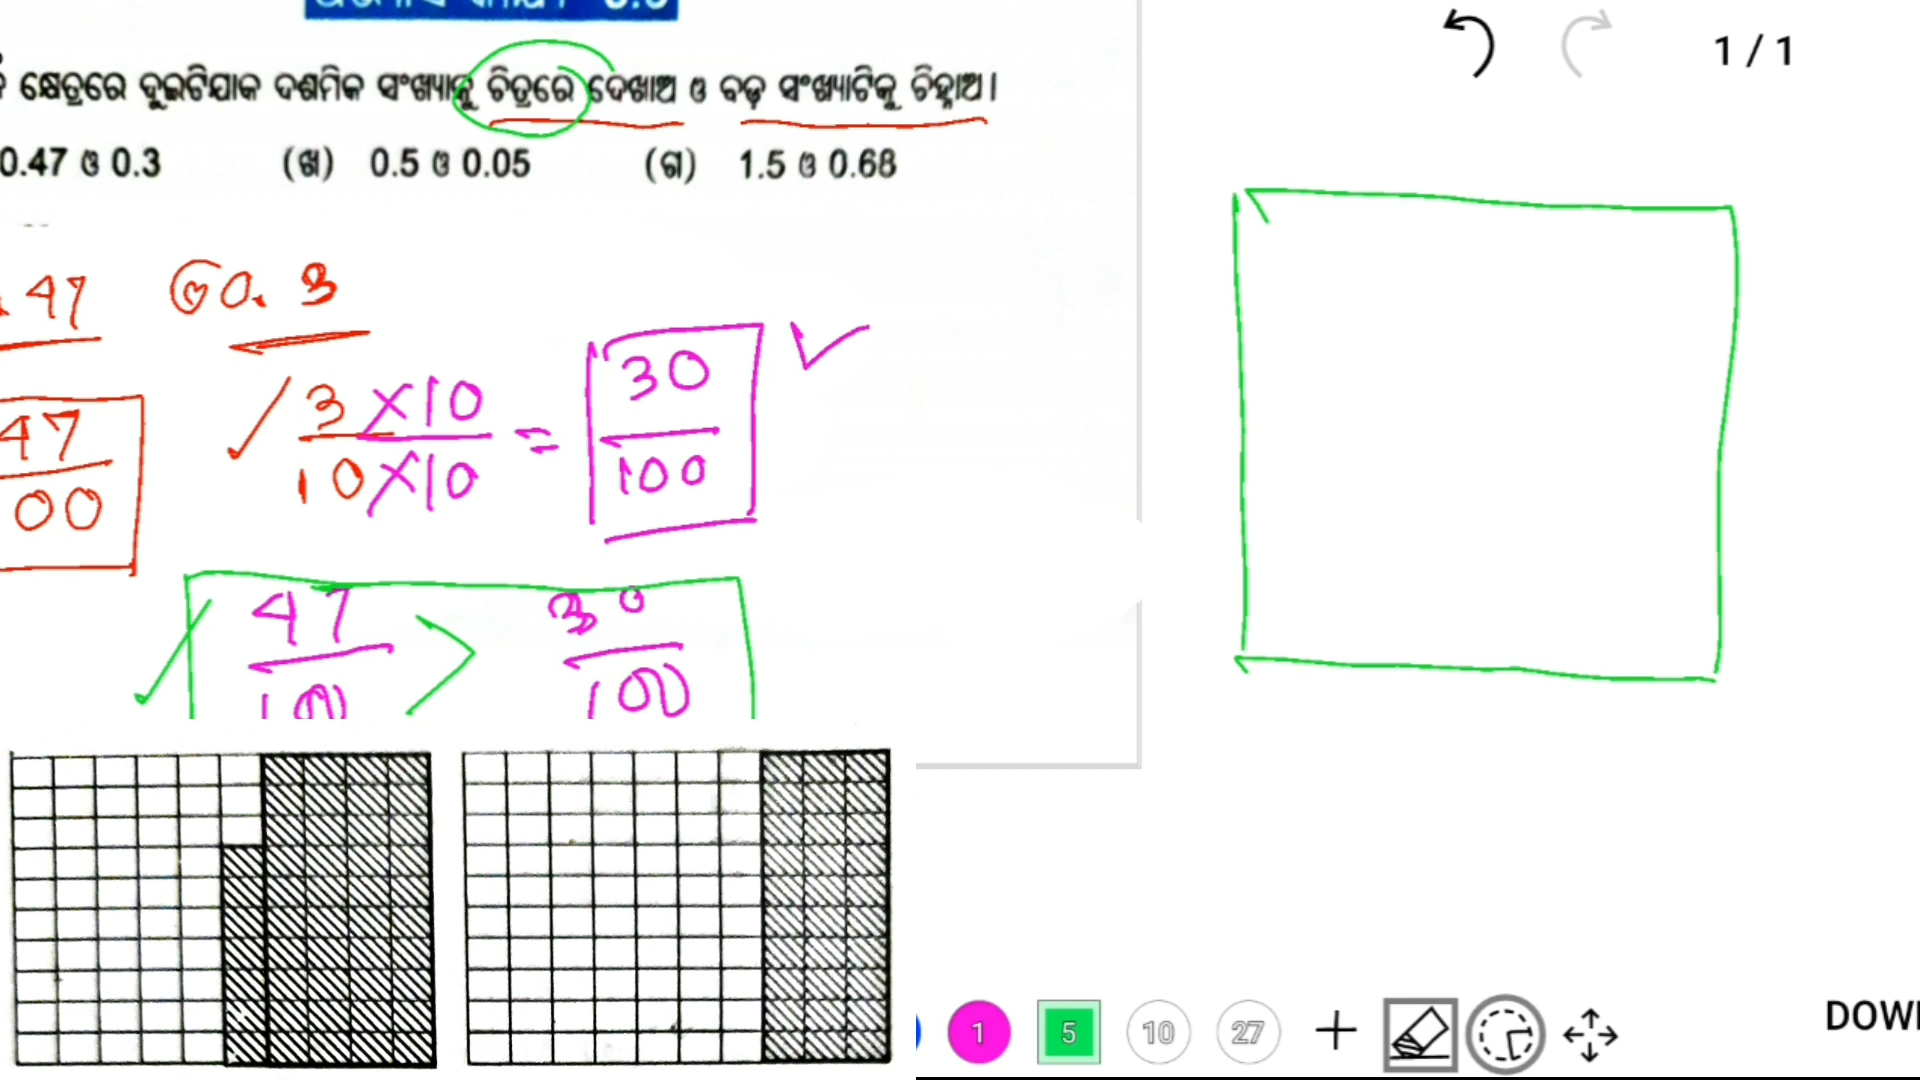 କ୍ଷେତ୍ରରେ ଦୁଇଟିଯାକ ଦଶମିକ ସଂଖ୍ୟାକୁ ଚିତ୍ରରେ ଦେଖାଅ ଓ ବଡ଼ ସଂଖ୍ୟାଟିକୁ ଚିହ୍ନାଅ।
0.47 ଓ 0.3 (ଖ) 0.5 ଓ 0.05 (ଗ) 1.5 ଓ 0.68
.47 ଓ 0.3
47/00
3×10/10×10 = 30/100
47/100 > 30/100
1 / 1
1 5 10 27 +
DOW